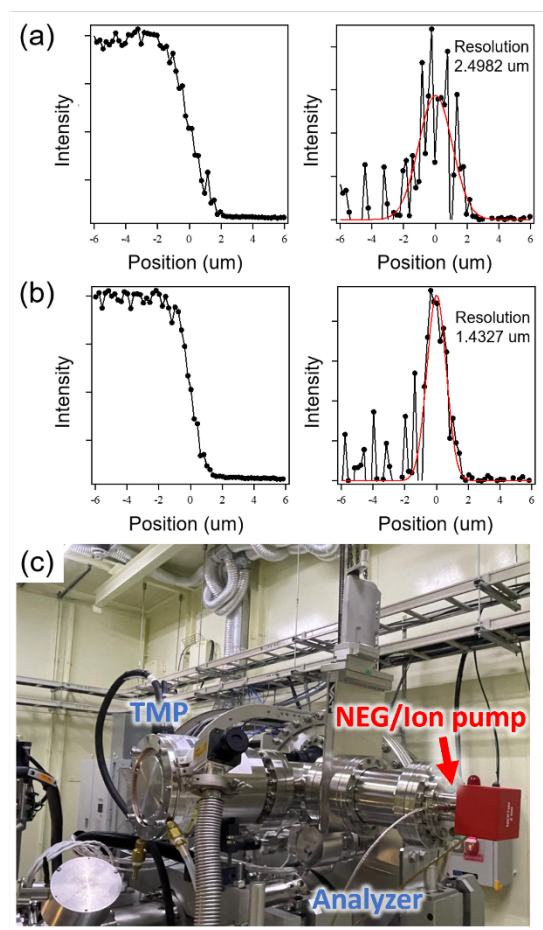 (a)
Intensity
-6 -4 -2 0 2 4 6
Position (um)
Intensity
Resolution
2.4982 um
-6 -4 -2 0 2 4 6
Position (um)
(b)
Intensity
-6 -4 -2 0 2 4 6
Position (um)
Intensity
Resolution
1.4327 um
-6 -4 -2 0 2 4 6
Position (um)
(c)
TMP
NEG/Ion pump
Analyzer